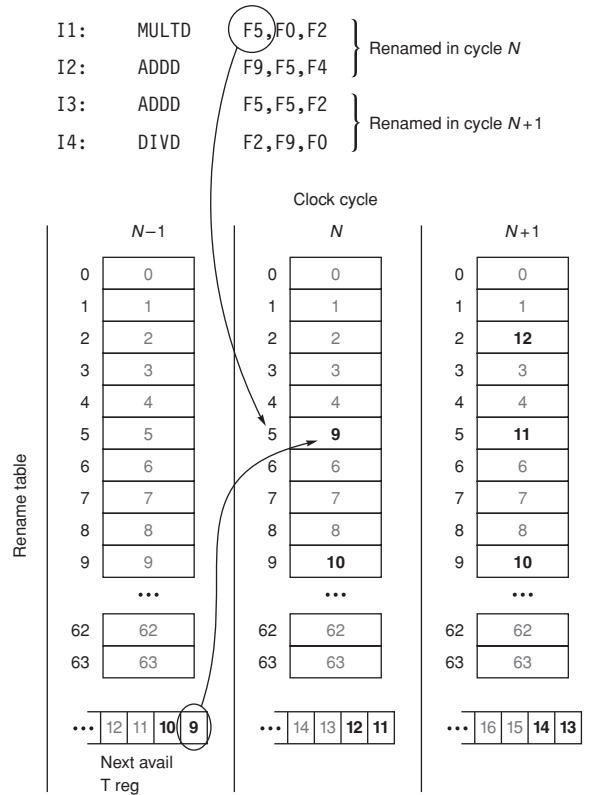 I1: MULTD F5,F0,F2
I2: ADDD F9,F5,F4
Renamed in cycle N
I3: ADDD F5,F5,F2
I4: DIVD F2,F9,F0
Renamed in cycle N+1
Clock cycle
N−1 N N+1
0 0 0 0 0 0
1 1 1 1 1 1
2 2 2 2 2 12
3 3 3 3 3 3
4 4 4 4 4 4
5 5 5 9 5 11
6 6 6 6 6 6
7 7 7 7 7 7
8 8 8 8 8 8
9 9 9 10 9 10
••• ••• •••
62 62 62 62 62 62
63 63 63 63 63 63
Rename table
••• 12 11 10 9 ••• 14 13 12 11 ••• 16 15 14 13
Next avail
T reg